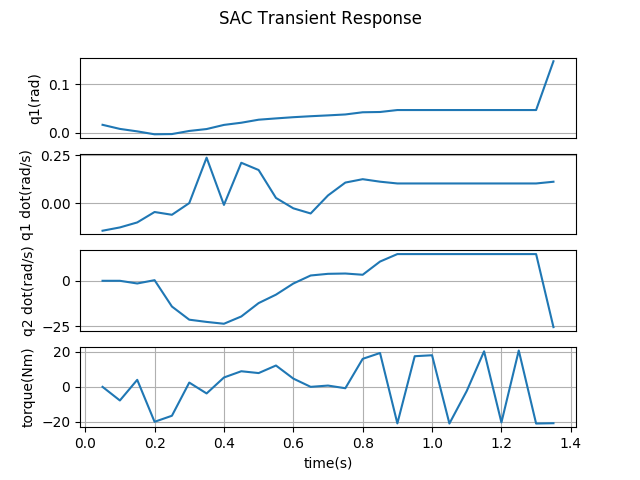 SAC Transient Response
q1(rad)
0.1
0.0
q1 dot(rad/s)
0.25
0.00
q2 dot(rad/s)
0
−25
torque(Nm)
20
0
−20
0.0 0.2 0.4 0.6 0.8 1.0 1.2 1.4
time(s)